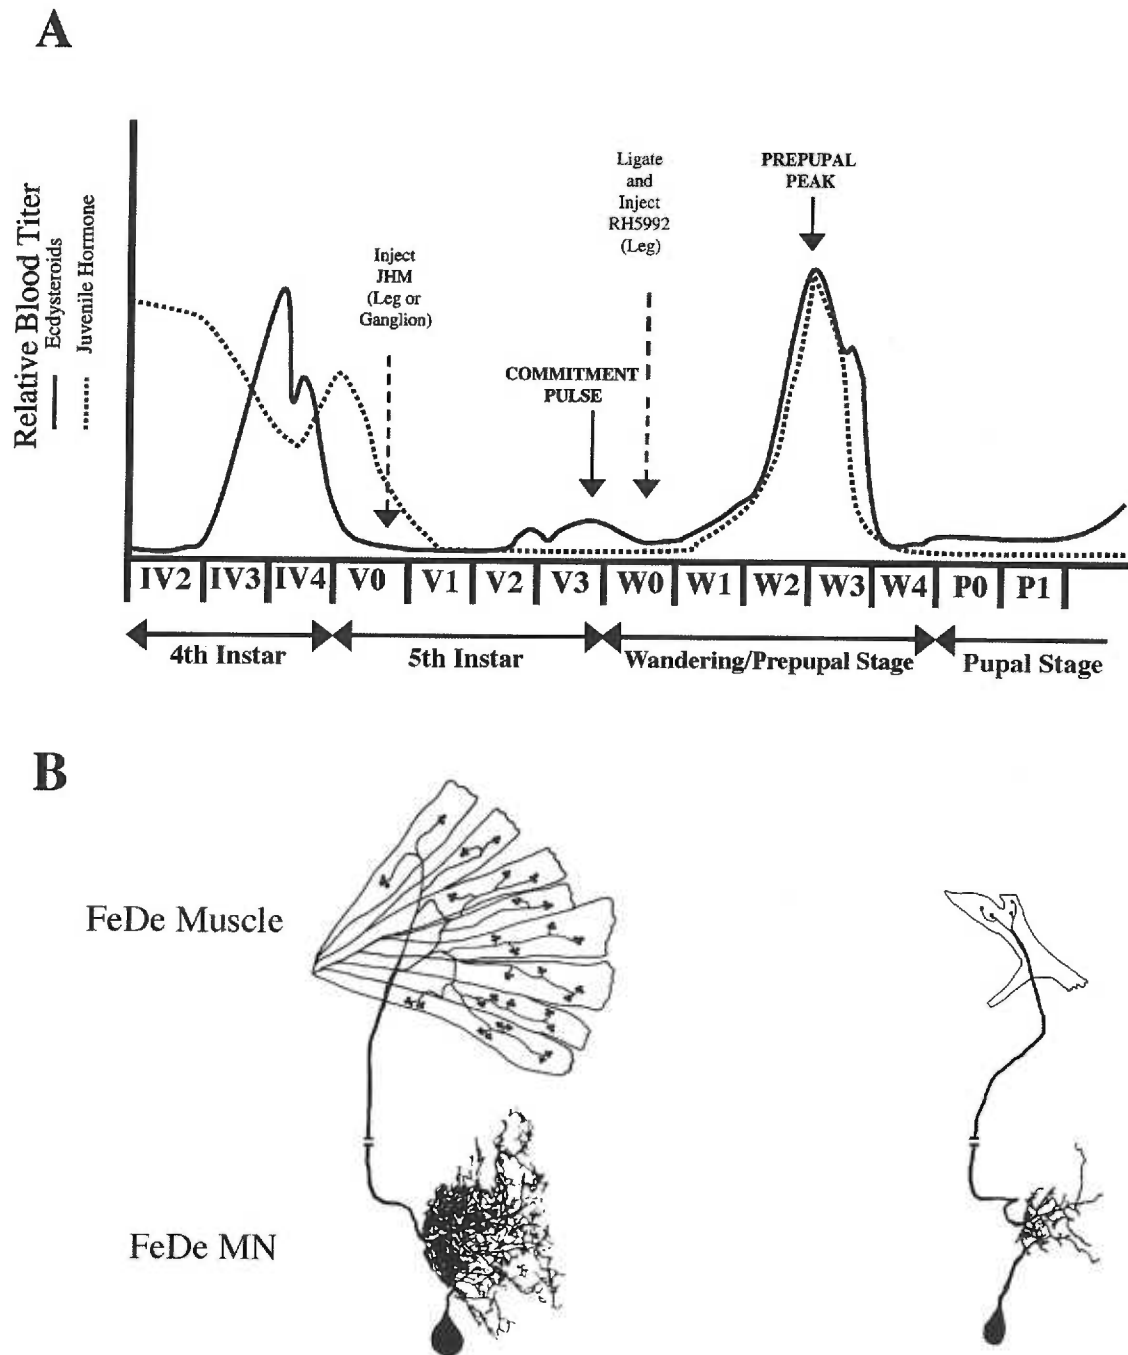 A
Relative Blood Titer
Ecdysteroids
Juvenile Hormone
Inject
JHM
(Leg or
Ganglion)
COMMITMENT
PULSE
Ligate
and
Inject
RH5992
(Leg)
PREPUPAL
PEAK
IV2 IV3 IV4 V0 V1 V2 V3 W0 W1 W2 W3 W4 P0 P1
4th Instar 5th Instar Wandering/Prepupal Stage Pupal Stage
B
FeDe Muscle
FeDe MN